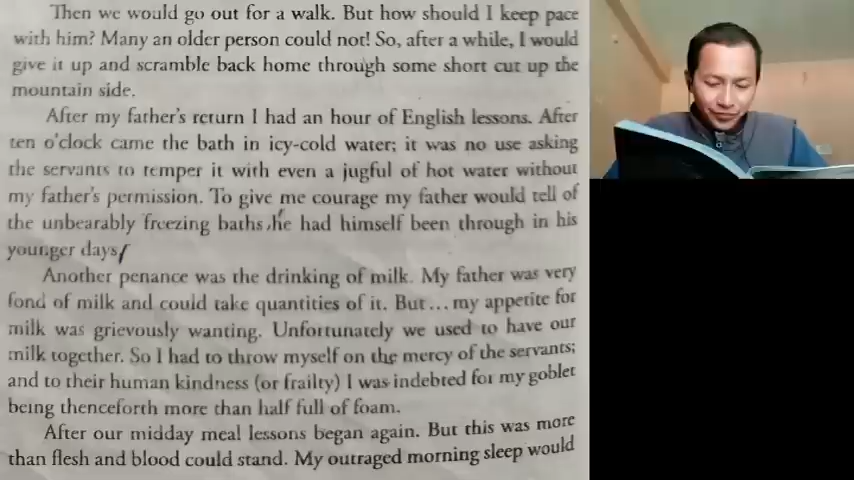 Then we would go out for a walk. But how should I keep pace
with him? Many an older person could not! So, after a while, I would
give it up and scramble back home through some short cut up the
mountain side.
After my father's return I had an hour of English lessons. After
ten o'clock came the bath in icy-cold water; it was no use asking
the servants to temper it with even a jugful of hot water without
my father's permission. To give me courage my father would tell of
the unbearably freezing baths he had himself been through in his
younger days
Another penance was the drinking of milk. My father was very
fond of milk and could take quantities of it. But...my appetite for
milk was grievously wanting. Unfortunately we used to have our
milk together. So I had to throw myself on the mercy of the servants;
and to their human kindness (or frailty) I was indebted for my goblet
being thenceforth more than half full of foam.
After our midday meal lessons began again. But this was more
than flesh and blood could stand. My outraged morning sleep would